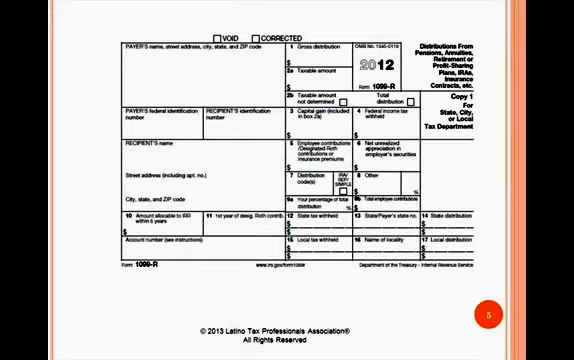 VOID CORRECTED
PAYER'S name, street address, city, state, and ZIP code
1 Gross distribution
$
2a Taxable amount
$
OMB No. 1545-0119
2012
Form 1099-R
Distributions From
Pensions, Annuities,
Retirement or
Profit-Sharing
Plans, IRAs,
Insurance
Contracts, etc.
2b Taxable amount
not determined
Total
distribution
Copy 1
For
State, City,
or Local
Tax Department
PAYER'S federal identification
number
RECIPIENT'S identification
number
3 Capital gain (included
in box 2a)
$
4 Federal income tax
withheld
$
RECIPIENT'S name
5 Employee contributions
/Designated Roth
contributions or
insurance premiums
$
6 Net unrealized
appreciation in
employer's securities
$
Street address (including apt. no.)
7 Distribution
code(s)
IRA/
SEP/
SIMPLE
8 Other
$
%
City, state, and ZIP code
9a Your percentage of total
distribution
%
9b Total employee contributions
$
10 Amount allocable to IRR
within 5 years
$
11 1st year of desig. Roth contrib.
12 State tax withheld
$
$
13 State/Payer's state no.
14 State distribution
$
$
Account number (see instructions)
15 Local tax withheld
$
$
16 Name of locality
17 Local distribution
$
$
Form 1099-R
www.irs.gov/form1099r
Department of the Treasury - Internal Revenue Service
5
© 2013 Latino Tax Professionals Association®
All Rights Reserved